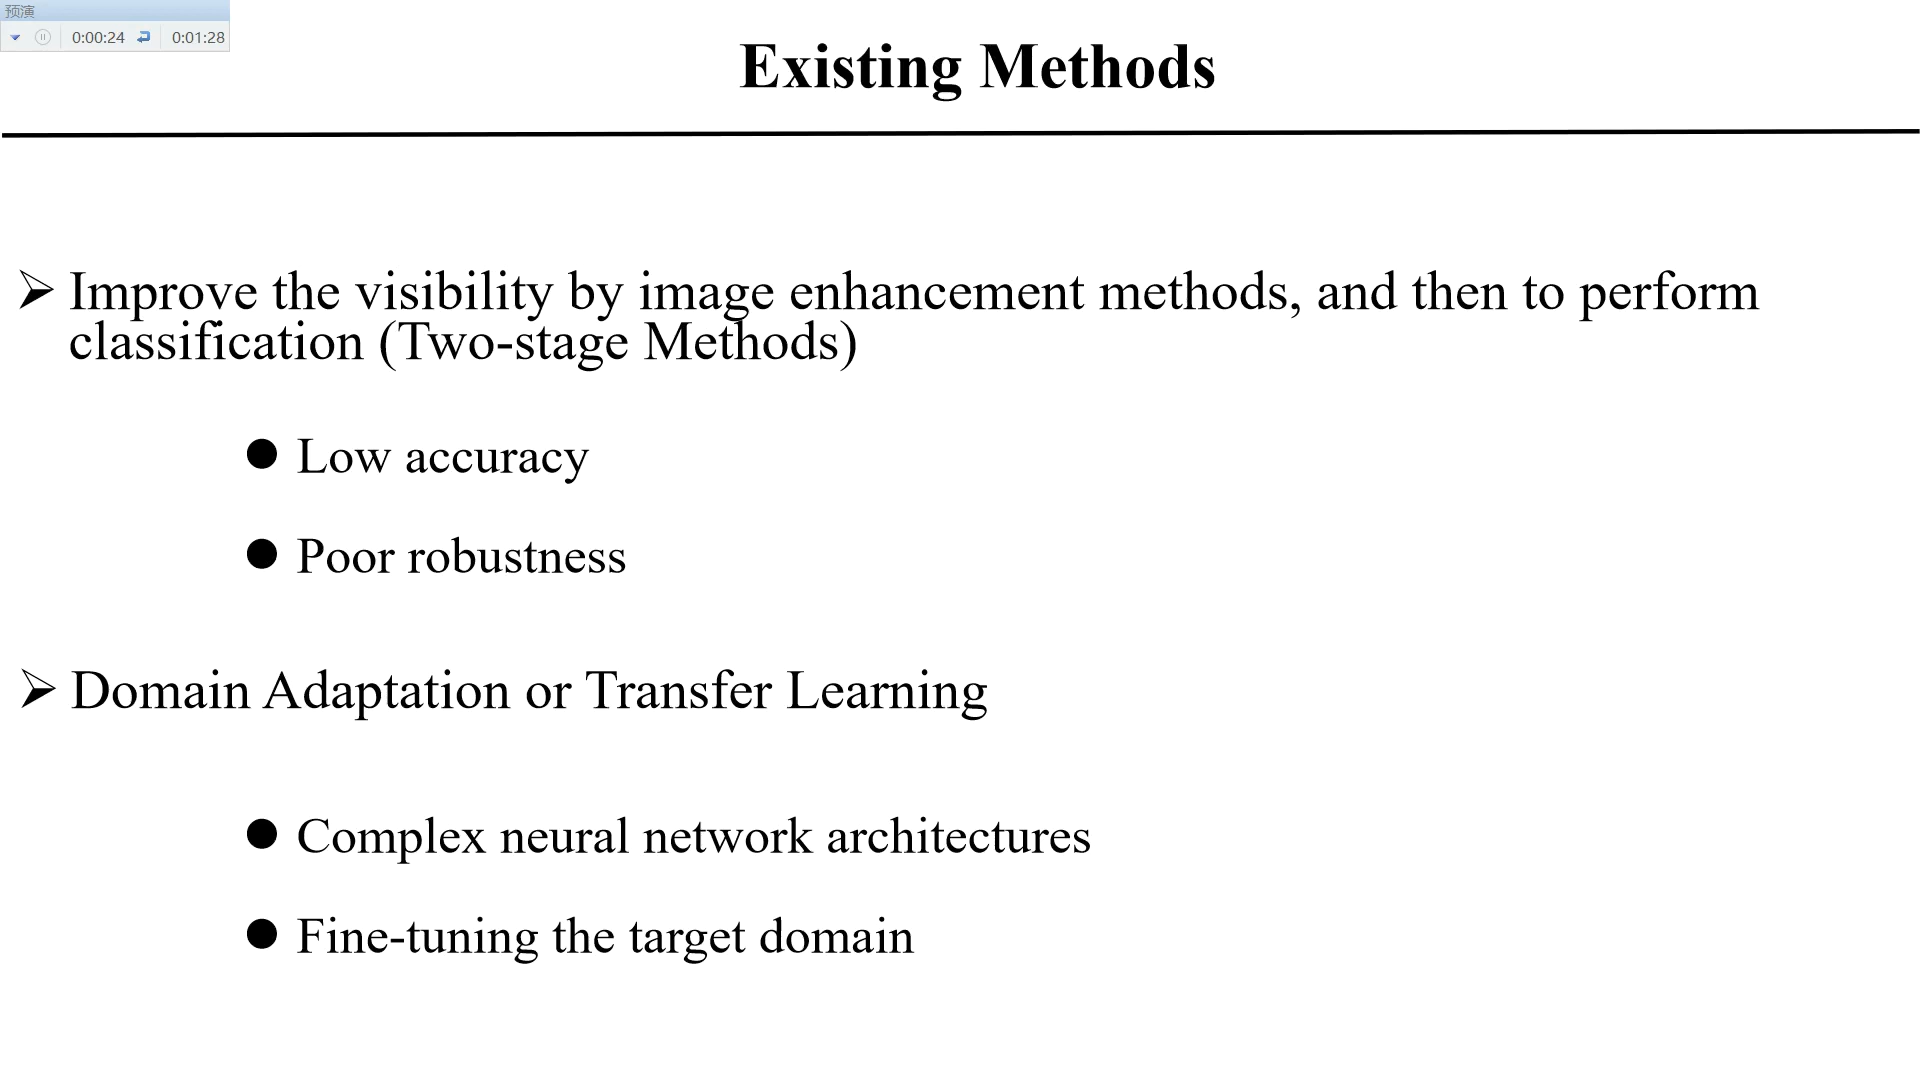 预演
0:00:24 0:01:28
Existing Methods
Improve the visibility by image enhancement methods, and then to perform
classification (Two-stage Methods)
Low accuracy
Poor robustness
Domain Adaptation or Transfer Learning
Complex neural network architectures
Fine-tuning the target domain